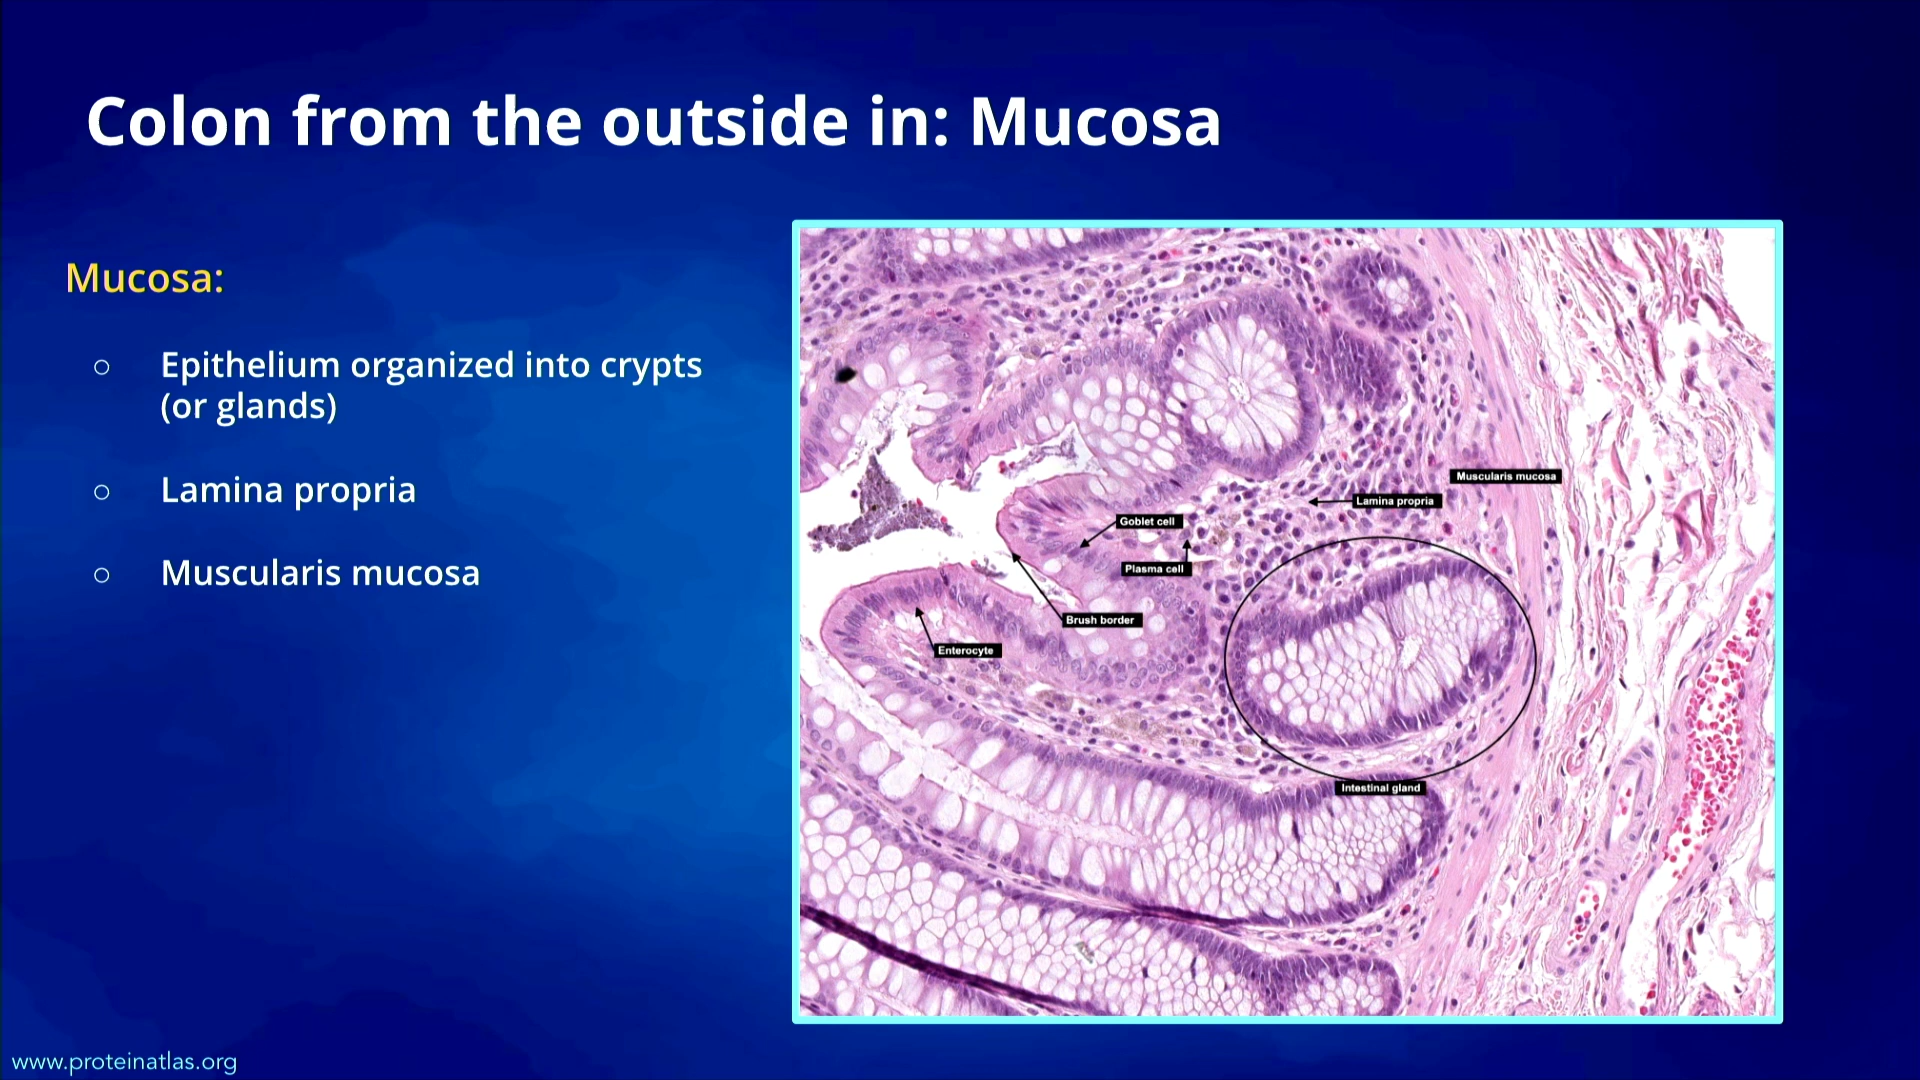 Colon from the outside in: Mucosa
Mucosa:
○ Epithelium organized into crypts
(or glands)
○ Lamina propria
○ Muscularis mucosa
Muscularis mucosa
Lamina propria
Goblet cell
Plasma cell
Brush border
Enterocyte
Intestinal gland
www.proteinatlas.org